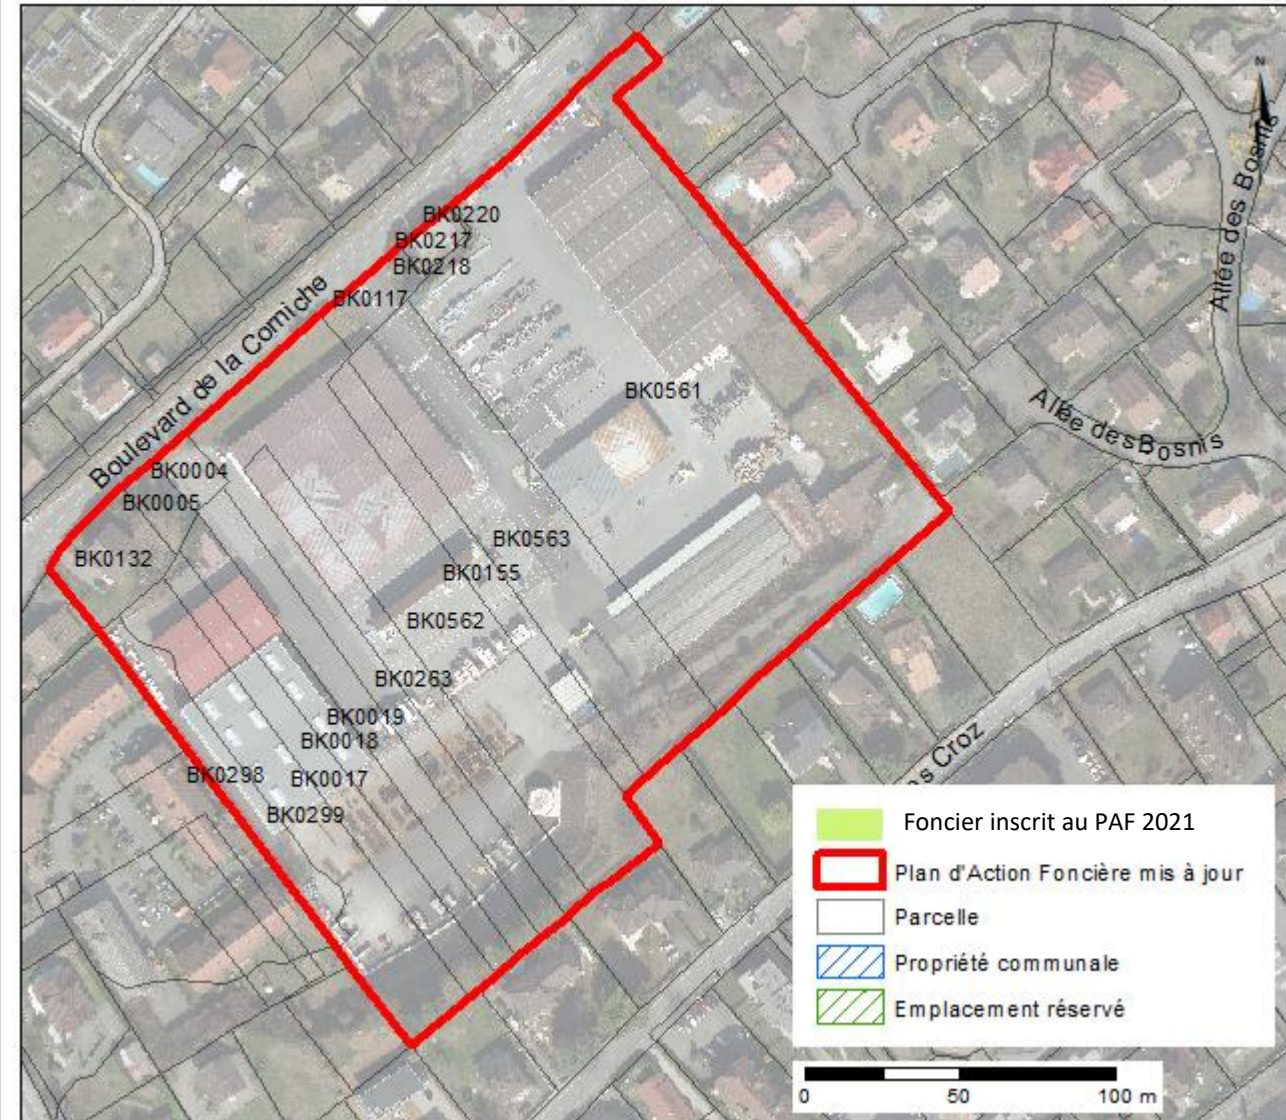 N
BK0220
BK0217
BK0218
BK0117
Boulevard de la Corniche
Allée des Bosnis
BK0561
Allée des Bosnis
BK0004
BK0005
BK0132
BK0563
BK0155
BK0562
BK0263
BK0019
BK0018
BK0298
BK0017
BK0299
Croz
Foncier inscrit au PAF 2021
Plan d'Action Foncière mis à jour
Parcelle
Propriété communale
Emplacement réservé
0 50 100 m